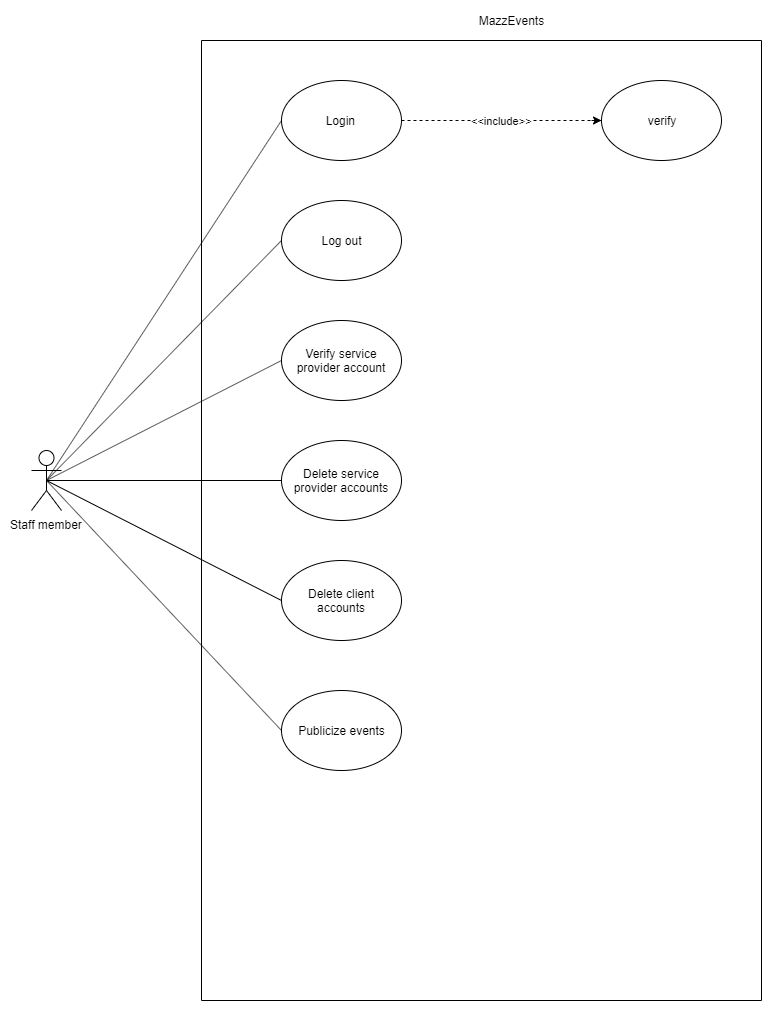 MazzEvents
Login
<<include>>
verify
Log out
Verify service
provider account
Delete service
provider accounts
Staff member
Delete client
accounts
Publicize events